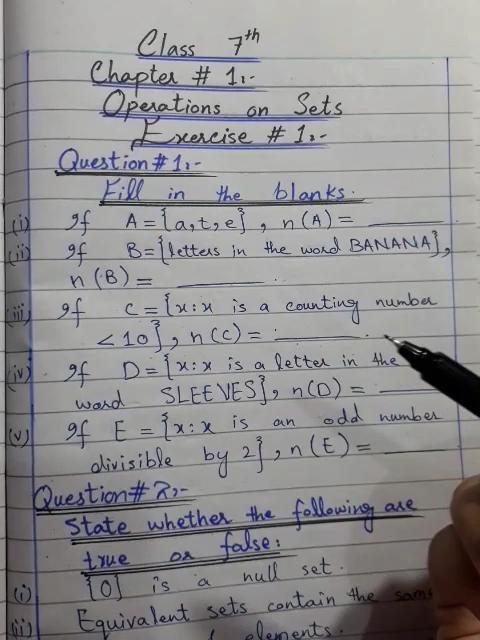 Class 7th
Chapter # 1:-
Operations on Sets
Exercise # 1:-
Question # 1:-
Fill in the blanks.
(i) If A = {a, t, e}, n(A) = ______
(ii) If B = {letters in the word BANANA},
n(B) = ______.
(iii) If C = {x : x is a counting number
< 10}, n(C) = ______.
(iv) If D = {x : x is a letter in the
word SLEEVES}, n(D) = ______
(v) If E = {x : x is an odd number
divisible by 2}, n(E) = ______
Question # 2:-
State whether the following are
true or false:
(i) {0} is a null set.
(ii) Equivalent sets contain the same
elements.